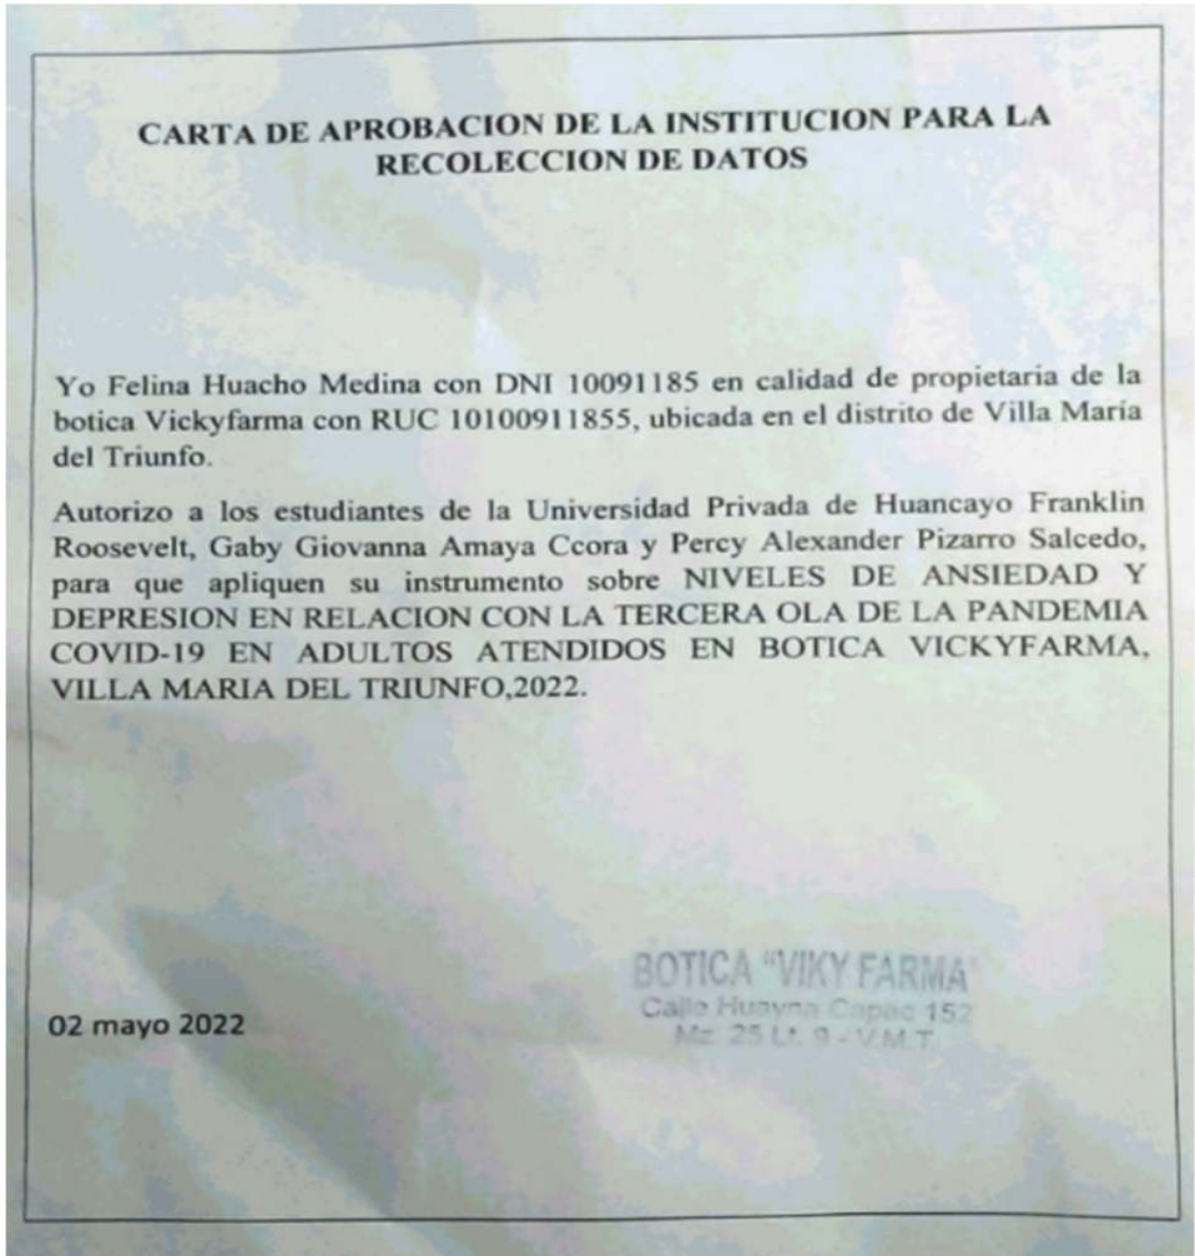 CARTA DE APROBACION DE LA INSTITUCION PARA LA
RECOLECCION DE DATOS
Yo Felina Huacho Medina con DNI 10091185 en calidad de propietaria de la
botica Vickyfarma con RUC 10100911855, ubicada en el distrito de Villa María
del Triunfo.
Autorizo a los estudiantes de la Universidad Privada de Huancayo Franklin
Roosevelt, Gaby Giovanna Amaya Ccora y Percy Alexander Pizarro Salcedo,
para que apliquen su instrumento sobre NIVELES DE ANSIEDAD Y
DEPRESION EN RELACION CON LA TERCERA OLA DE LA PANDEMIA
COVID-19 EN ADULTOS ATENDIDOS EN BOTICA VICKYFARMA,
VILLA MARIA DEL TRIUNFO,2022.
BOTICA "VIKY FARMA"
Calle Huayna Capac 152
Mz. 25 Lt. 9 - V.M.T.
02 mayo 2022